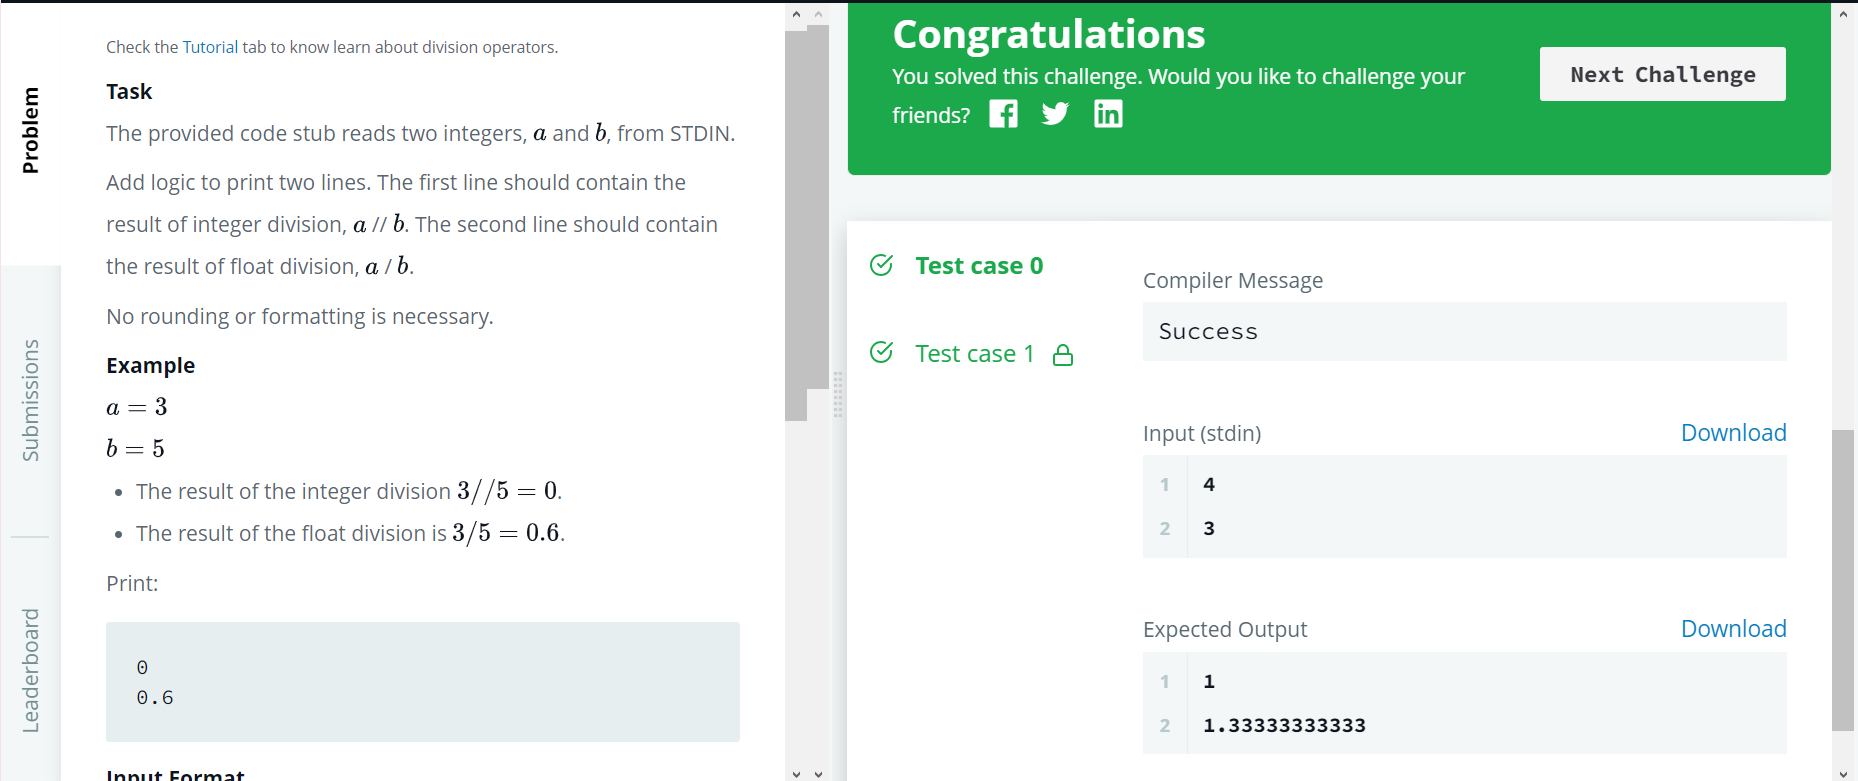 Problem
Submissions
Leaderboard
Check the Tutorial tab to know learn about division operators.
Task
The provided code stub reads two integers, a and b, from STDIN.
Add logic to print two lines. The first line should contain the
result of integer division, a // b. The second line should contain
the result of float division, a / b.
No rounding or formatting is necessary.
Example
a = 3
b = 5
• The result of the integer division 3//5 = 0.
• The result of the float division is 3/5 = 0.6.
Print:
0
0.6
Input Format
Congratulations
You solved this challenge. Would you like to challenge your
friends?
Next Challenge
Test case 0
Test case 1
Compiler Message
Success
Input (stdin) Download
1 4
2 3
Expected Output Download
1 1
2 1.33333333333